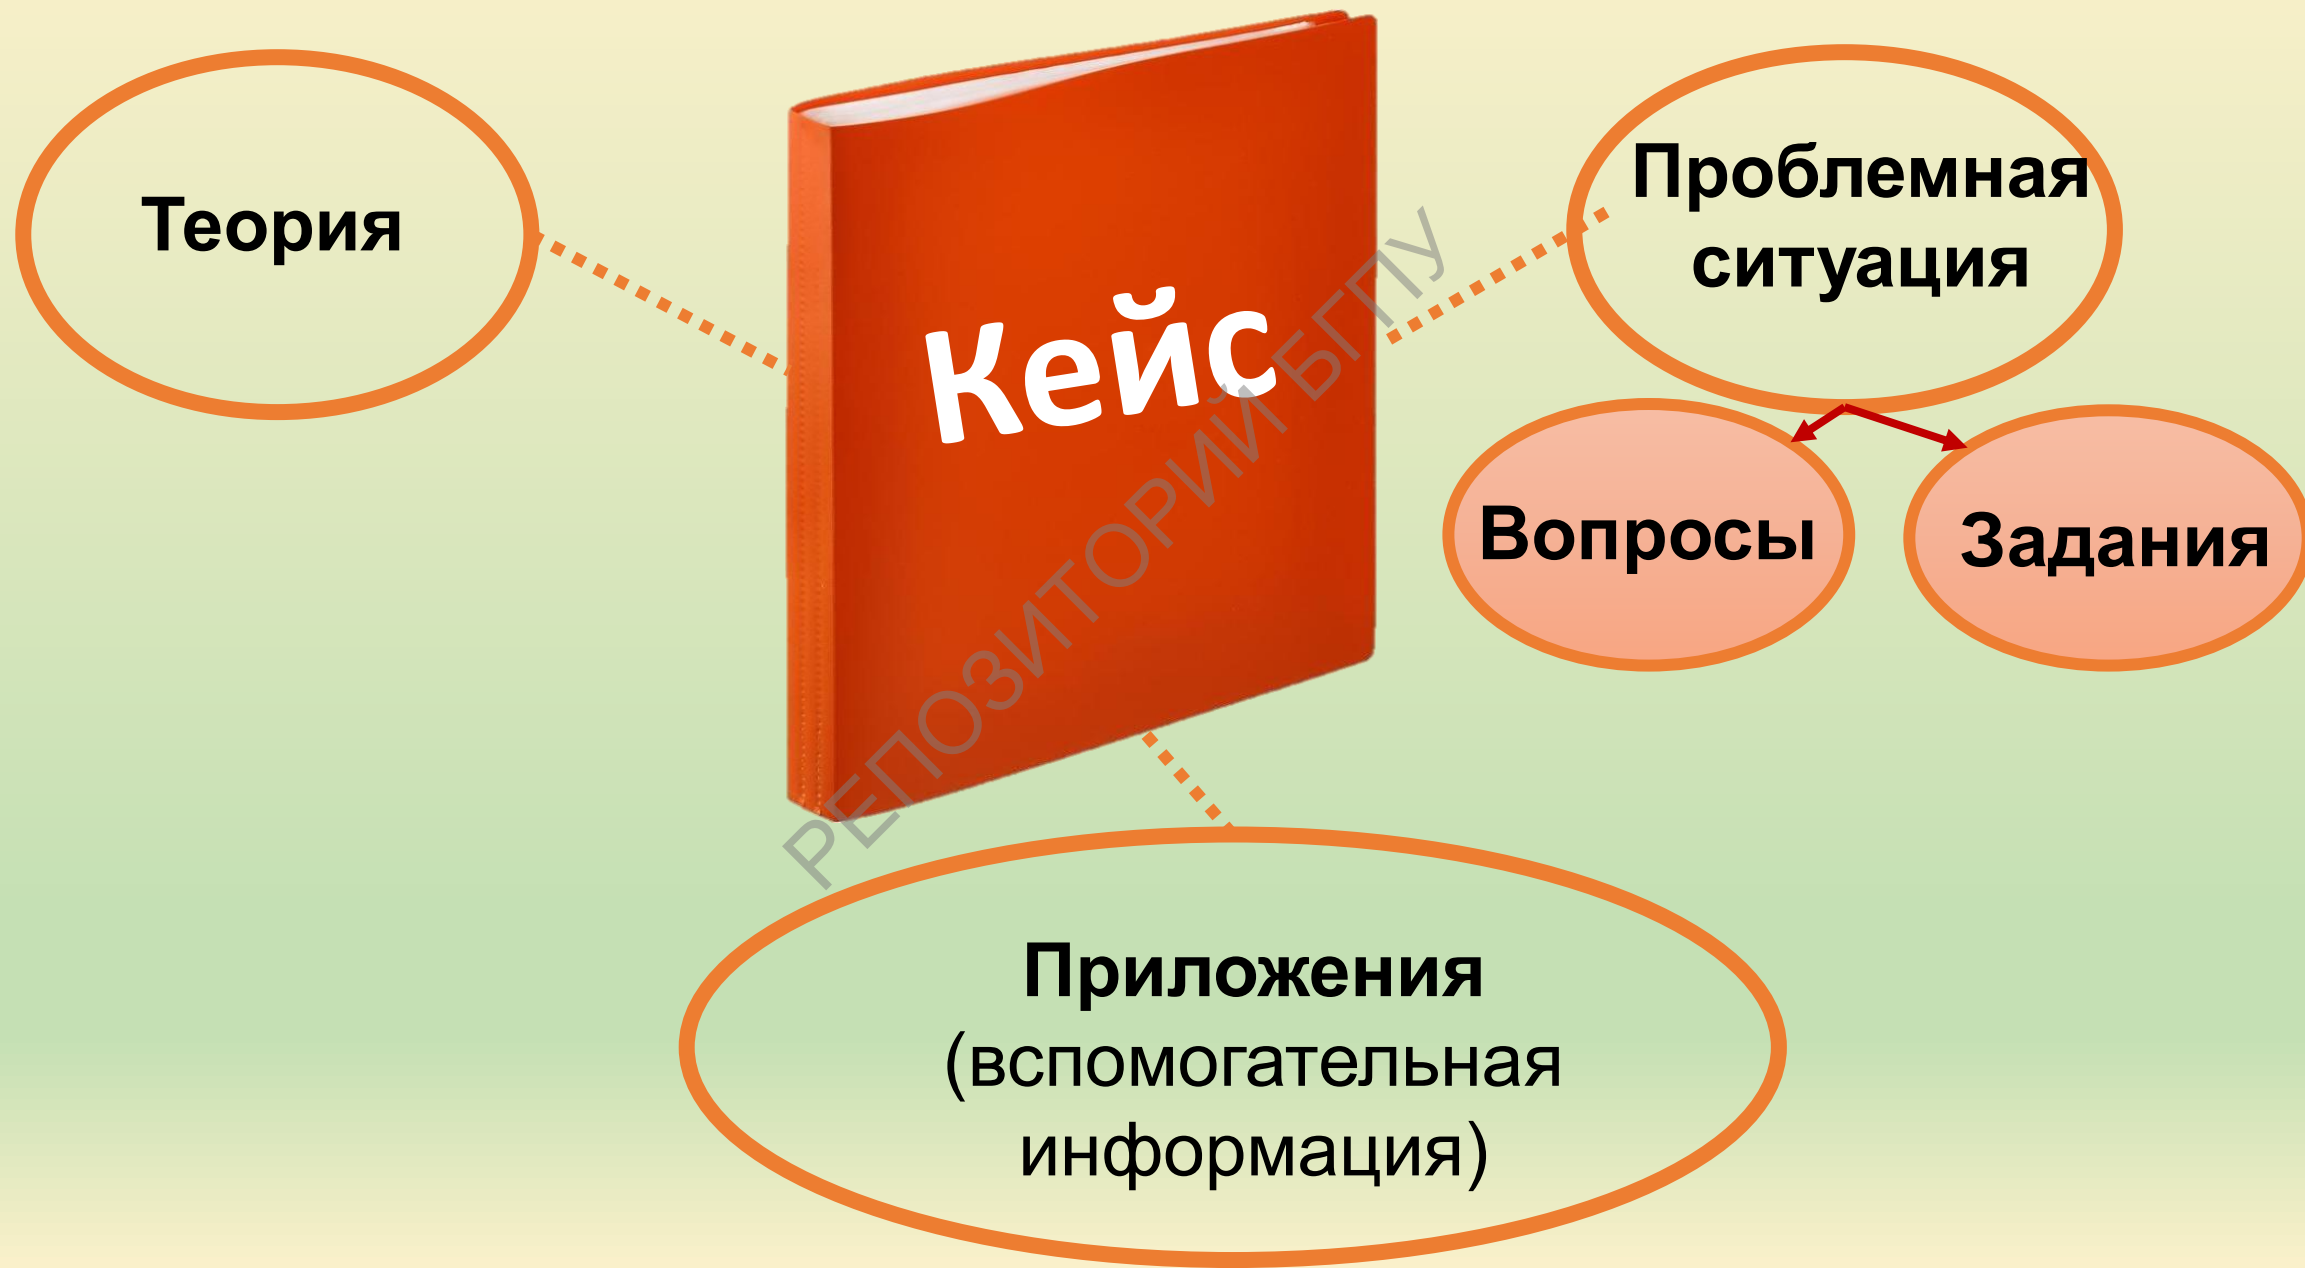 Теория
Кейс
Проблемная
ситуация
Вопросы
Задания
Приложения
(вспомогательная
информация)
РЕПОЗИТОРИЙ БГПУ